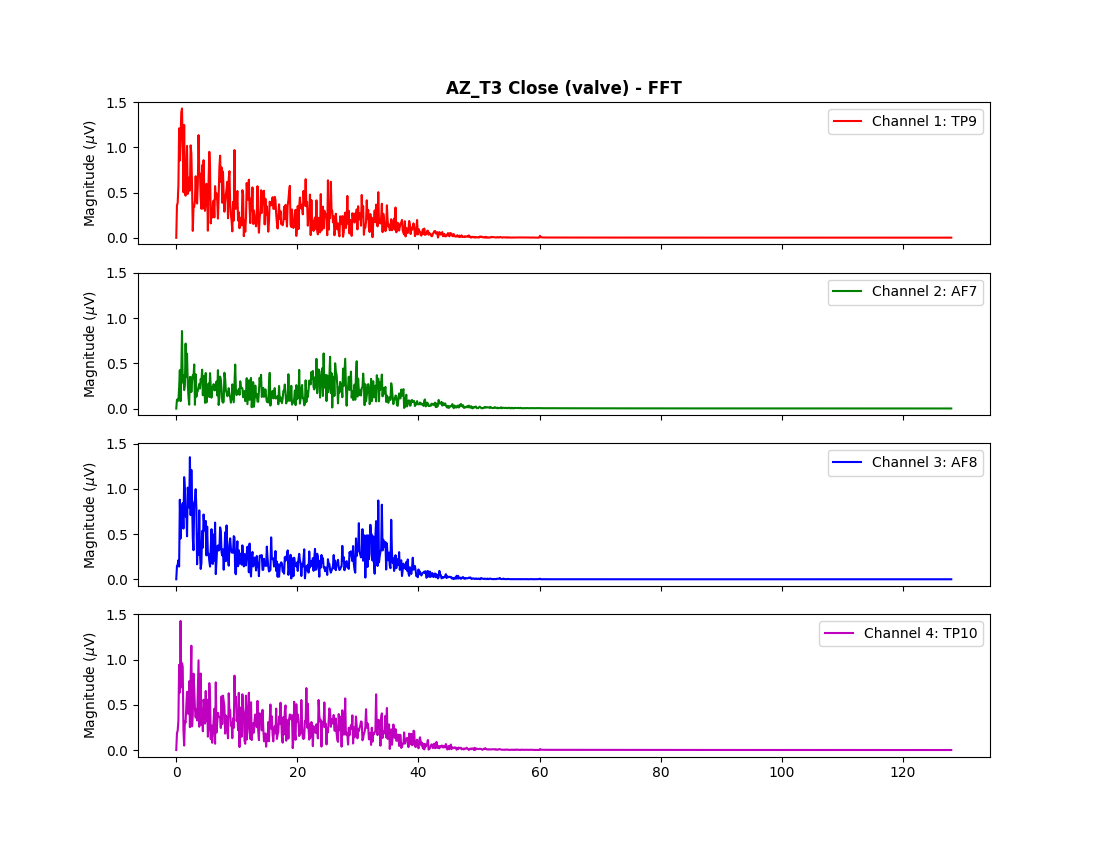 AZ_T3 Close (valve) - FFT
Magnitude (μV)
1.5
1.0
0.5
0.0
Channel 1: TP9
Magnitude (μV)
1.5
1.0
0.5
0.0
Channel 2: AF7
Magnitude (μV)
1.5
1.0
0.5
0.0
Channel 3: AF8
Magnitude (μV)
1.5
1.0
0.5
0.0
Channel 4: TP10
0 20 40 60 80 100 120